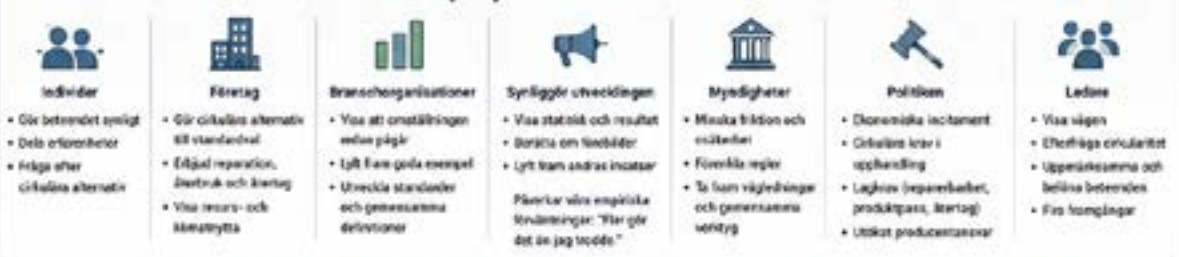 Individer
• Gör beteendet synligt
• Dela erfarenheter
• Fråga efter
cirkulära alternativ
Företag
• Gör cirkulära alternativ
till standardval
• Erbjud reparation,
återbruk och återtag
• Visa resurs- och
klimatnytta
Branschorganisationer
• Visa att omställningen
redan pågår
• Lyft fram goda exempel
• Utveckla standarder
och gemensamma
definitioner
Synliggör utvecklingen
• Visa statistik och resultat
• Berätta om förebilder
• Lyft fram andras insatser
Påverkar våra empiriska
förväntningar: "Fler gör
det än jag trodde."
Myndigheter
• Minska friktion och
osäkerhet
• Förenkla regler
• Ta fram vägledningar
och gemensamma
verktyg
Politiken
• Ekonomiska incitament
• Cirkulära krav i
upphandling
• Lagkrav (reparerbarhet,
produktpass, återtag)
• Utökat producentansvar
Ledare
• Visa vägen
• Efterfråga cirkularitet
• Uppmärksamma och
belöna beteenden
• Fira framgångar